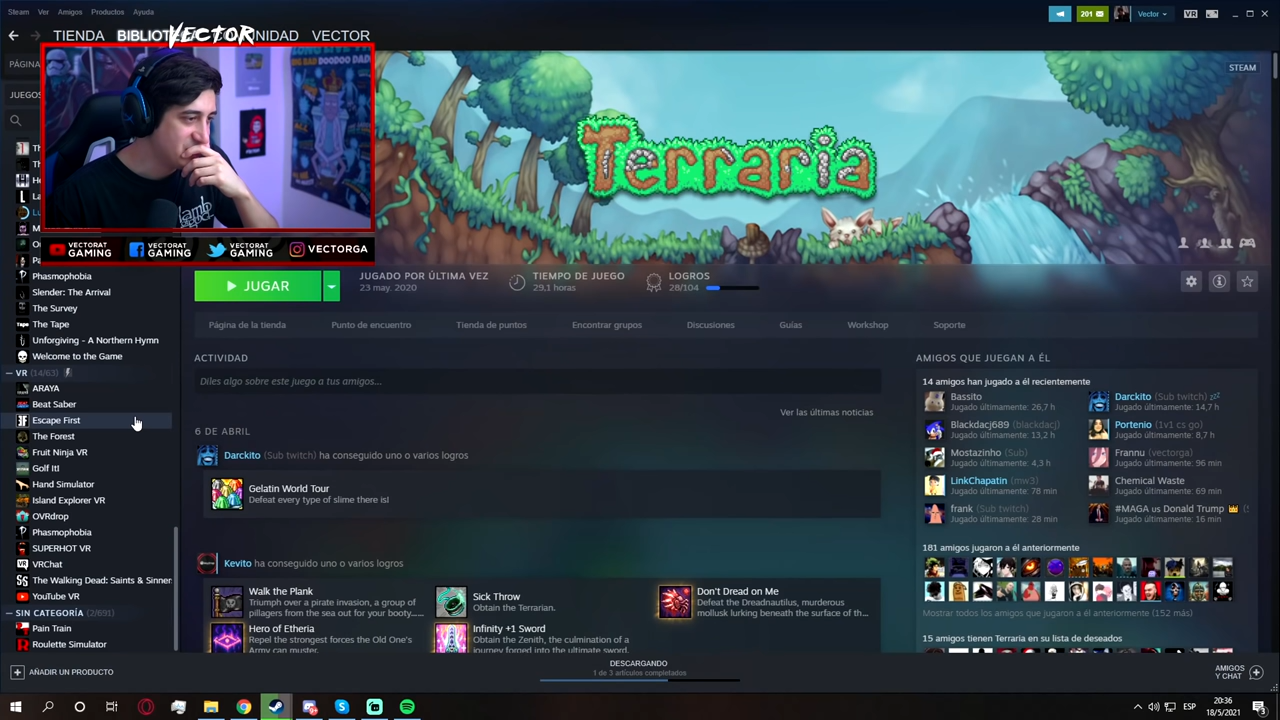 Steam Ver Amigos Productos Ayuda
201
Vector
VR
TIENDA
VECTOR
VECTOR
STEAM
Terraria
VECTORAT GAMING
VECTORAT GAMING
VECTORAT GAMING
VECTORGA
Phasmophobia
Slender: The Arrival
The Survey
The Tape
Unforgiving - A Northern Hymn
Welcome to the Game
VR (14/63)
ARAYA
Beat Saber
Escape First
The Forest
Fruit Ninja VR
Golf It!
Hand Simulator
Island Explorer VR
OVRdrop
Phasmophobia
SUPERHOT VR
VRChat
The Walking Dead: Saints & Sinner
YouTube VR
SIN CATEGORÍA (2/691)
Pain Train
Roulette Simulator
AÑADIR UN PRODUCTO
JUGAR
JUGADO POR ÚLTIMA VEZ
23 may. 2020
TIEMPO DE JUEGO
29,1 horas
LOGROS
28/104
Página de la tienda Punto de encuentro Tienda de puntos Encontrar grupos Discusiones Guías Workshop Soporte
ACTIVIDAD
Diles algo sobre este juego a tus amigos...
Ver las últimas noticias
6 DE ABRIL
Darckito (Sub twitch) ha conseguido uno o varios logros
Gelatin World Tour
Defeat every type of slime there is!
Kevito ha conseguido uno o varios logros
Walk the Plank
Triumph over a pirate invasion, a group of
pillagers from the sea out for your booty......
Sick Throw
Obtain the Terrarian.
Don't Dread on Me
Defeat the Dreadnautilus, murderous
mollusk lurking beneath the surface of th...
Hero of Etheria
Repel the strongest forces the Old One's
Army can muster.
Infinity +1 Sword
Obtain the Zenith, the culmination of a
journey forged into the ultimate sword.
AMIGOS QUE JUEGAN A ÉL
14 amigos han jugado a él recientemente
Bassito
Jugado últimamente: 26,7 h
Darckito (Sub twitch)
Jugado últimamente: 14,7 h
Blackdacj689 (blackdacj)
Jugado últimamente: 13,2 h
Portenio (1v1 cs go)
Jugado últimamente: 8,7 h
Mostazinho (Sub)
Jugado últimamente: 4,3 h
Frannu (vectorga)
Jugado últimamente: 96 min
LinkChapatin (mw3)
Jugado últimamente: 78 min
Chemical Waste
Jugado últimamente: 69 min
frank (Sub twitch)
Jugado últimamente: 28 min
#MAGA us Donald Trump
Jugado últimamente: 16 min
181 amigos jugaron a él anteriormente
Mostrar todos los amigos que jugaron a él anteriormente (152 más)
15 amigos tienen Terraria en su lista de deseados
DESCARGANDO
1 de 3 artículos completados
AMIGOS
Y CHAT
ESP
20:36
18/5/2021